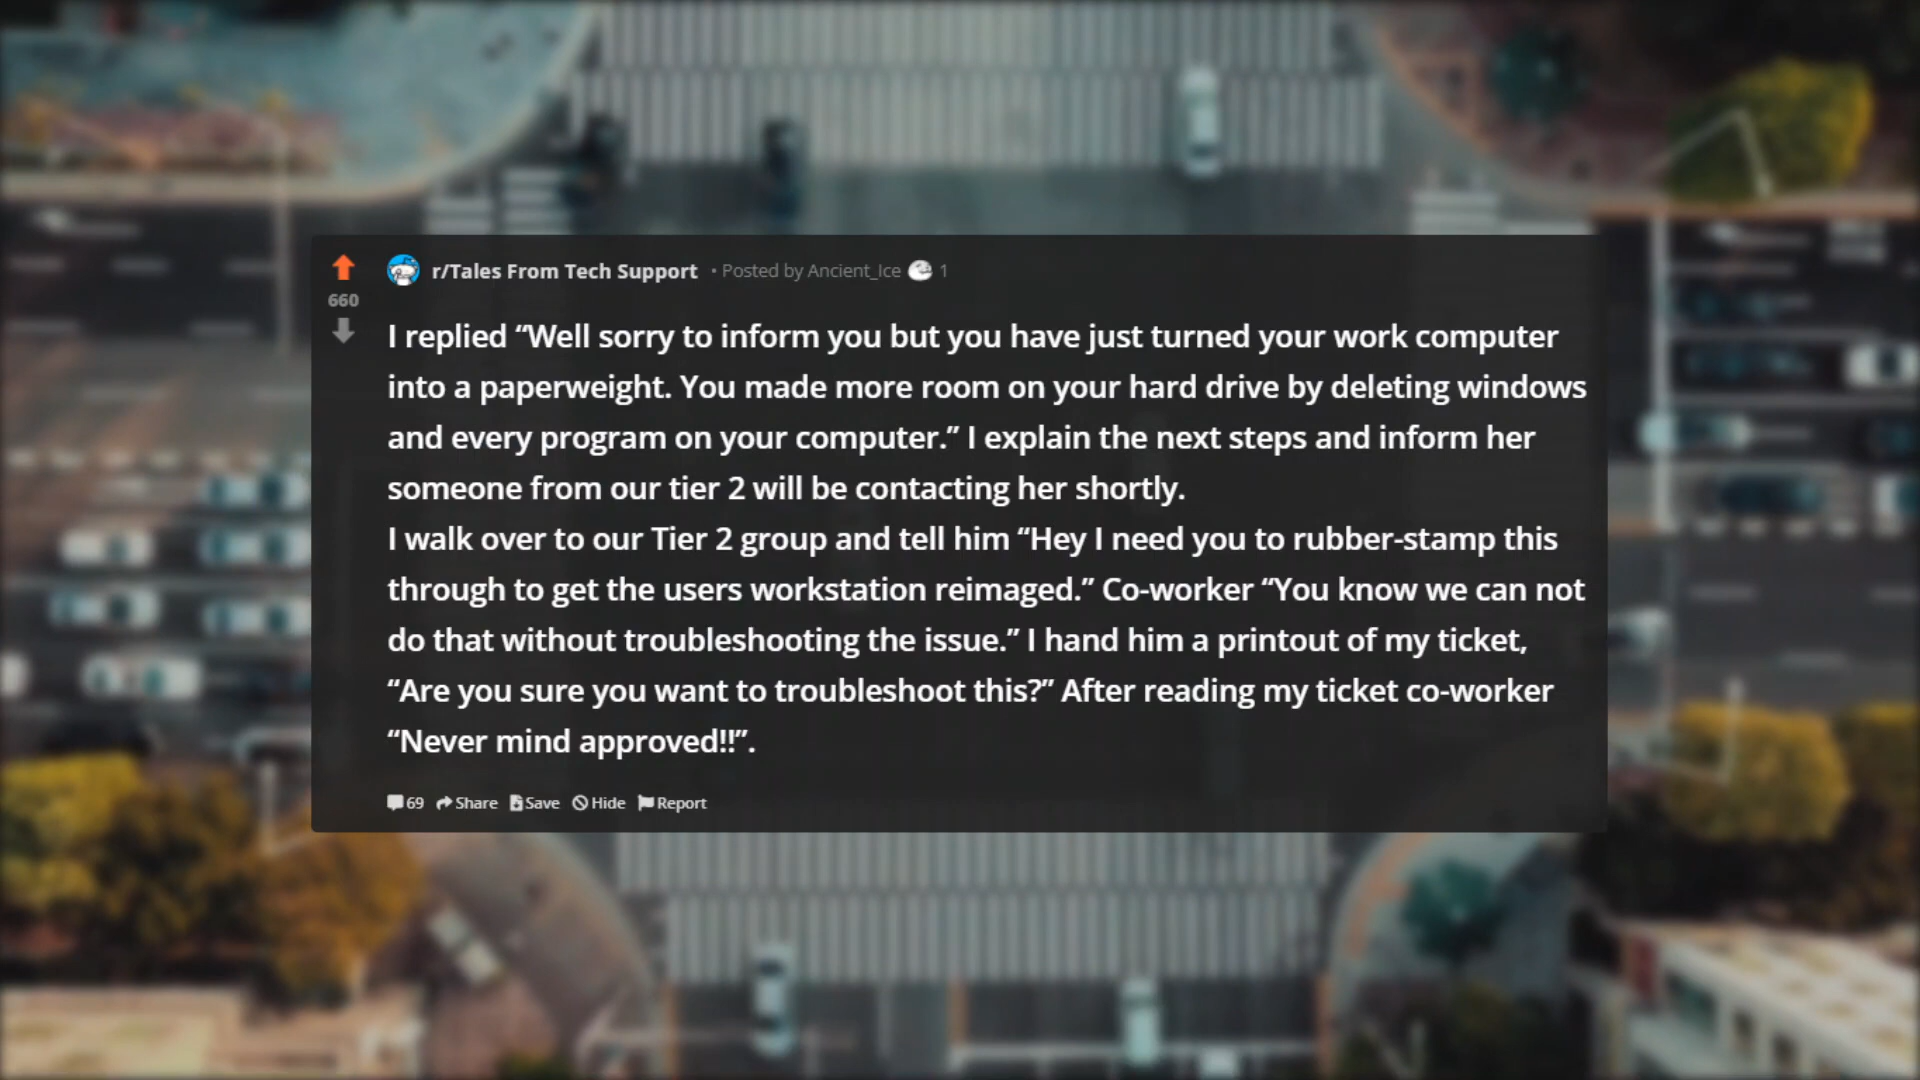 r/Tales From Tech Support • Posted by Ancient_Ice 1
660
I replied “Well sorry to inform you but you have just turned your work computer
into a paperweight. You made more room on your hard drive by deleting windows
and every program on your computer.” I explain the next steps and inform her
someone from our tier 2 will be contacting her shortly.
I walk over to our Tier 2 group and tell him “Hey I need you to rubber-stamp this
through to get the users workstation reimaged.” Co-worker “You know we can not
do that without troubleshooting the issue.” I hand him a printout of my ticket,
“Are you sure you want to troubleshoot this?” After reading my ticket co-worker
“Never mind approved!!”.
69 Share Save Hide Report